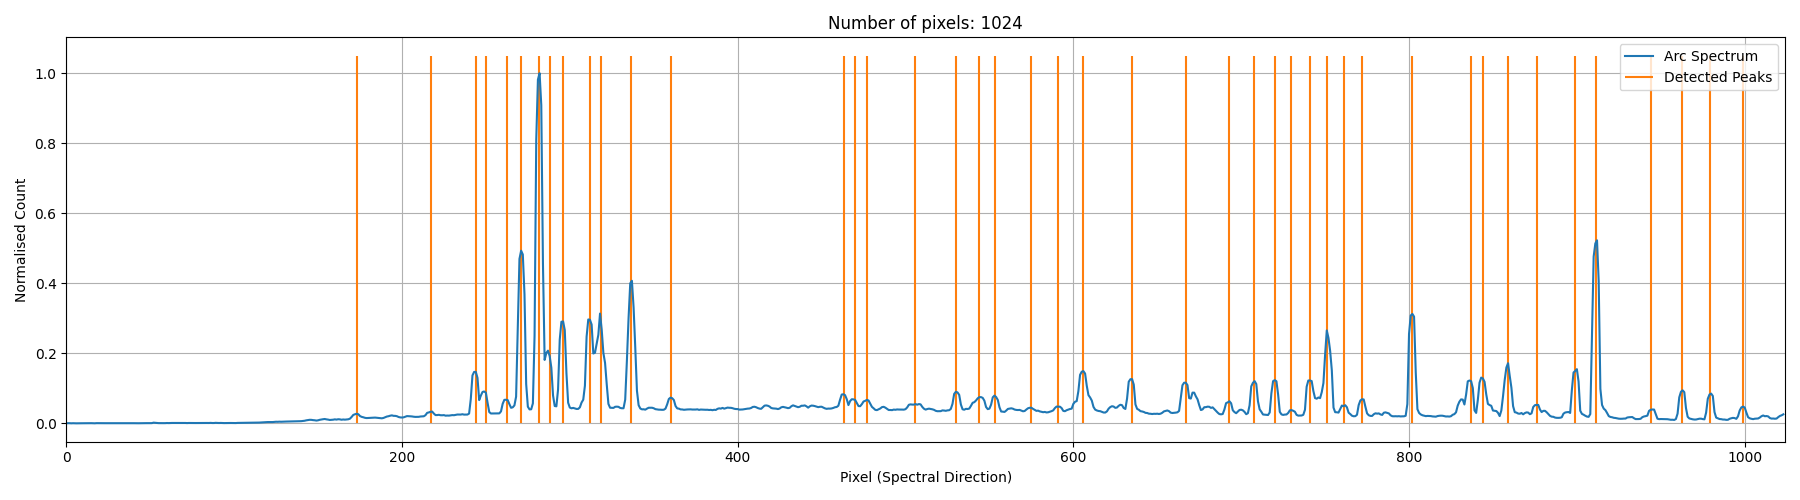 Number of pixels: 1024
Normalised Count
1.0
0.8
0.6
0.4
0.2
0.0
Arc Spectrum
Detected Peaks
0 200 400 600 800 1000
Pixel (Spectral Direction)